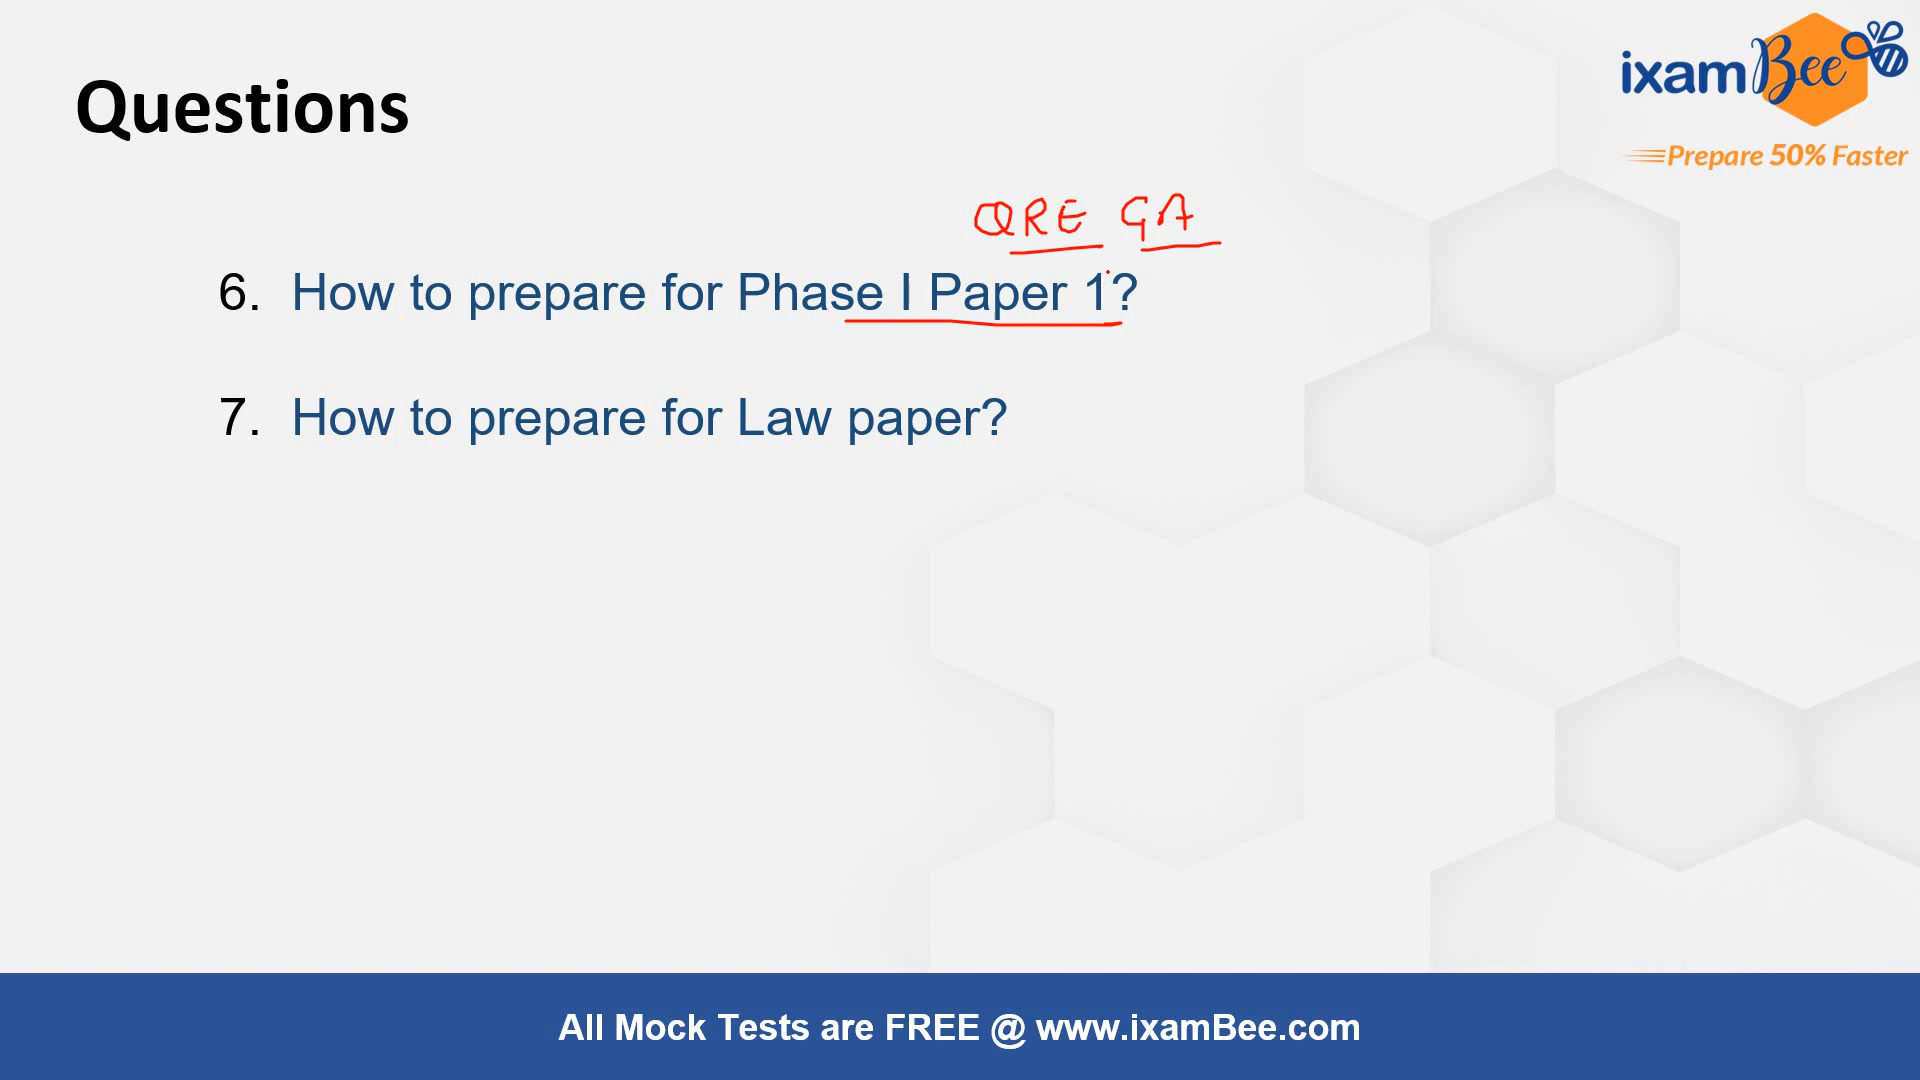 Questions
ixamBee
Prepare 50% Faster
QRE GA
6. How to prepare for Phase I Paper 1?
7. How to prepare for Law paper?
All Mock Tests are FREE @ www.ixamBee.com